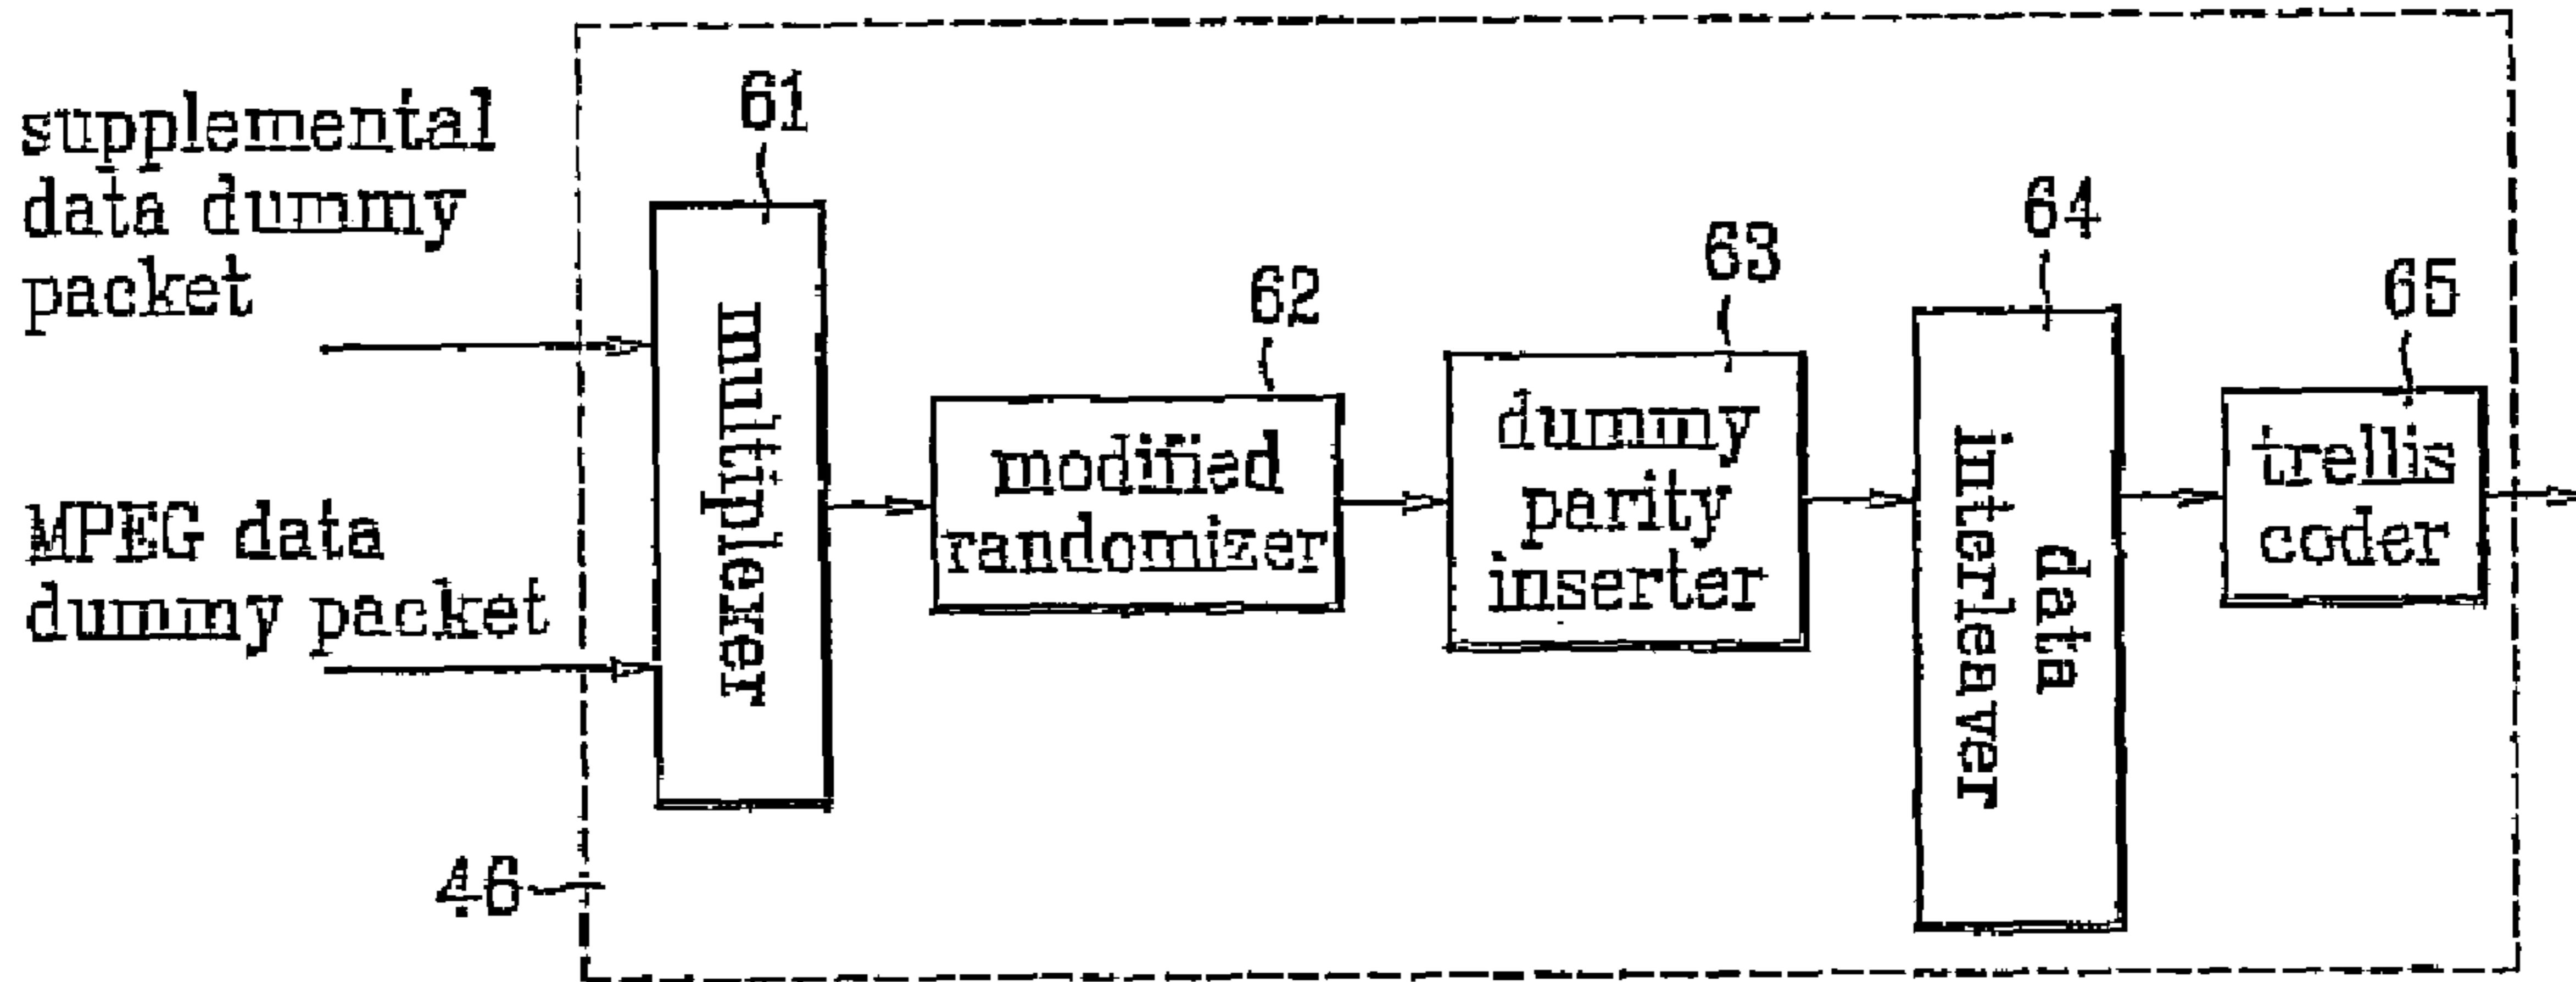 supplemental
data dummy
packet
MPEG data
dummy packet
46
61
multiplexer
62
modified
randomizer
63
dummy
parity
inserter
64
data
interleaver
65
trellis
coder